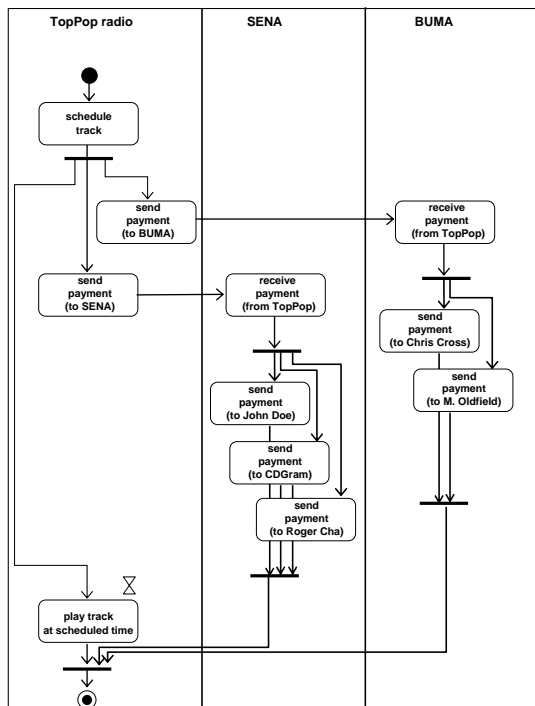 TopPop radio
SENA
BUMA
schedule
track
send
payment
(to BUMA)
receive
payment
(from TopPop)
send
payment
(to SENA)
receive
payment
(from TopPop)
send
payment
(to Chris Cross)
send
payment
(to M. Oldfield)
send
payment
(to John Doe)
send
payment
(to CDGram)
send
payment
(to Roger Cha)
play track
at scheduled time